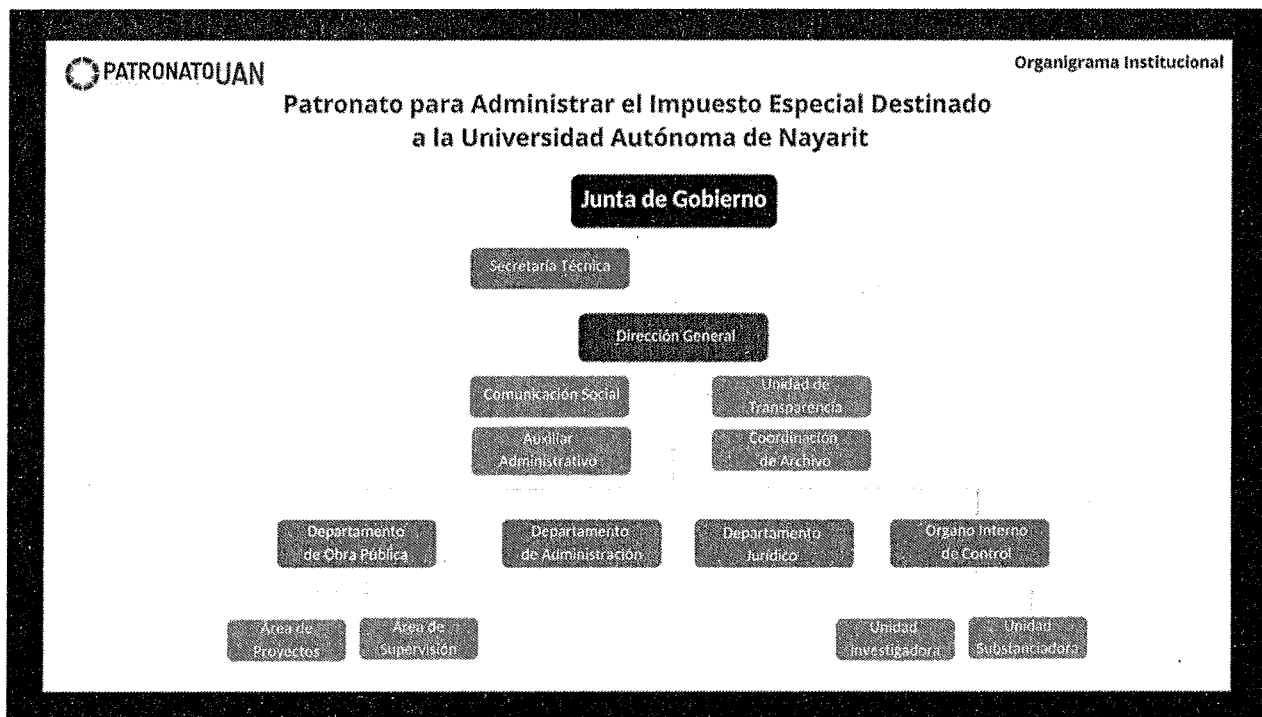 PATRONATOUAN
Organigrama Institucional
Patronato para Administrar el Impuesto Especial Destinado
a la Universidad Autónoma de Nayarit
Junta de Gobierno
Secretaría Técnica
Dirección General
Comunicación Social
Unidad de
Transparencia
Auxiliar
Administrativo
Coordinación
de Archivo
Departamento
de Obra Pública
Departamento
de Administración
Departamento
Jurídico
Órgano Interno
de Control
Área de
Proyectos
Área de
Supervisión
Unidad
Investigadora
Unidad
Substanciadora